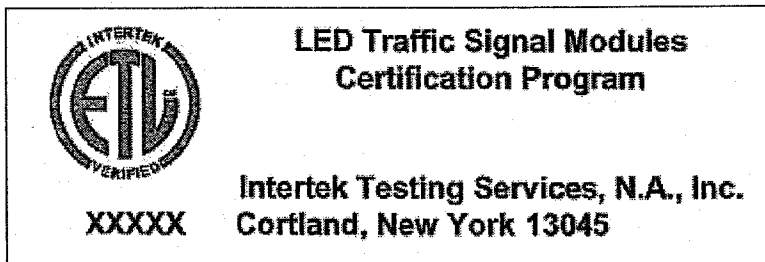 INTERTEK
ETL
VERIFIED
XXXXX
LED Traffic Signal Modules
Certification Program
Intertek Testing Services, N.A., Inc.
Cortland, New York 13045